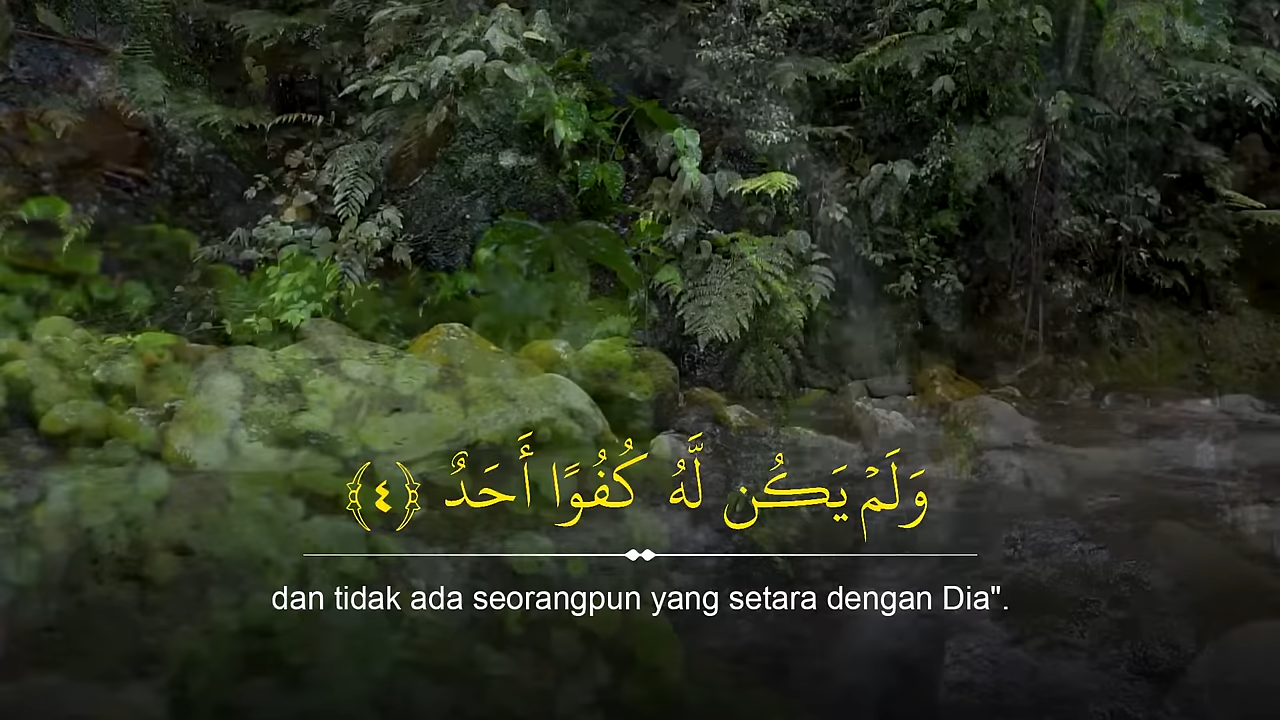 وَلَمْ يَكُن لَّهُ كُفُوًا أَحَدٌ ﴿٤﴾
dan tidak ada seorangpun yang setara dengan Dia".